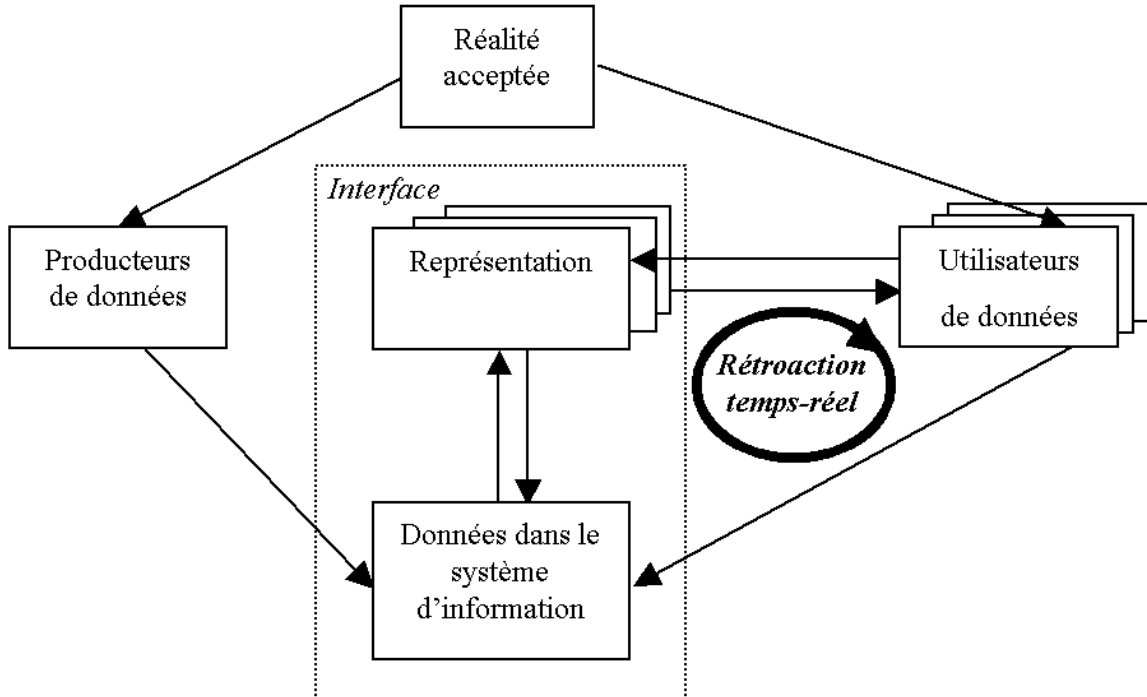 Réalité
acceptée
Interface
Producteurs
de données
Représentation
Utilisateurs
de données
Rétroaction
temps-réel
Données dans le
système
d'information